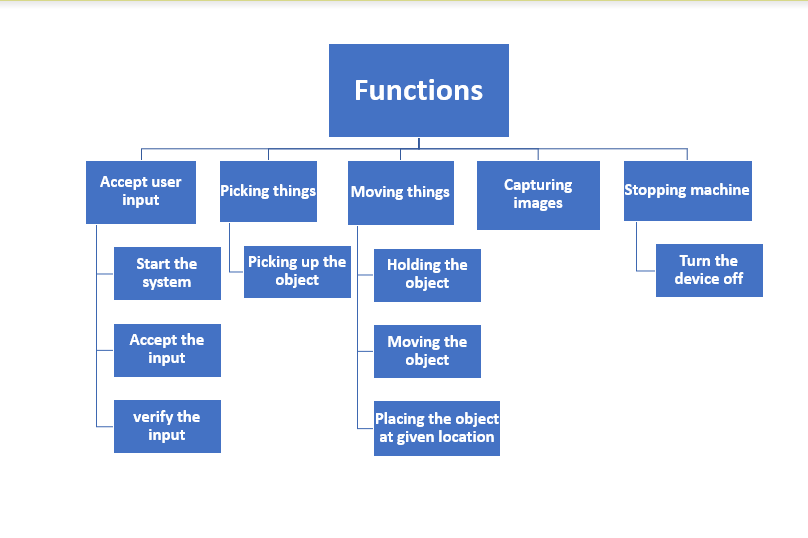 Functions
Accept user
input
Picking things
Moving things
Capturing
images
Stopping machine
Start the
system
Accept the
input
verify the
input
Picking up the
object
Holding the
object
Moving the
object
Placing the object
at given location
Turn the
device off